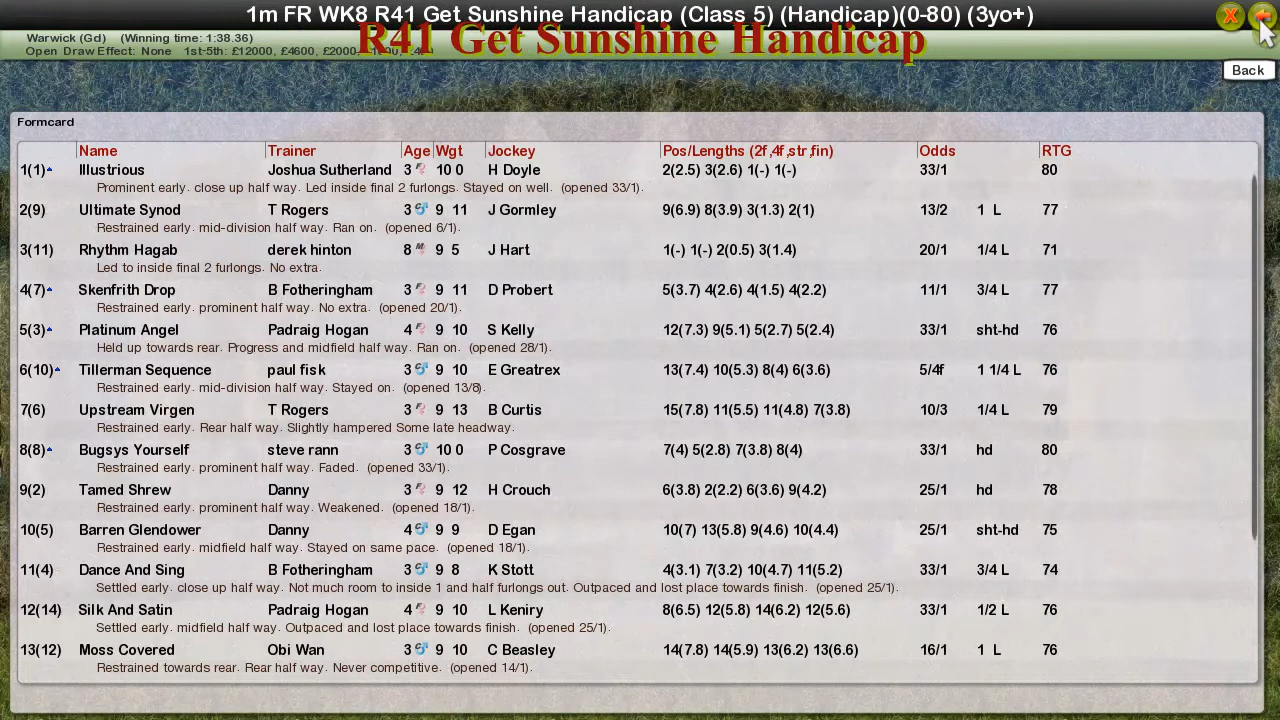 1m FR WK8 R41 Get Sunshine Handicap (Class 5) (Handicap)(0-80) (3yo+)
R41 Get Sunshine Handicap
Warwick (Gd) (Winning time: 1:38.36)
Open Draw Effect: None 1st-5th: £12000, £4600, £2000,
X
Back
Formcard
Name Trainer Age Wgt Jockey Pos/Lengths (2f,4f,str,fin) Odds RTG
1(1) Illustrious Joshua Sutherland 3 10 0 H Doyle 2(2.5) 3(2.6) 1(-) 1(-) 33/1 80
Prominent early. close up half way. Led inside final 2 furlongs. Stayed on well. (opened 33/1).
2(9) Ultimate Synod T Rogers 3 9 11 J Gormley 9(6.9) 8(3.9) 3(1.3) 2(1) 13/2 1 L 77
Restrained early. mid-division half way. Ran on. (opened 6/1).
3(11) Rhythm Hagab derek hinton 8 9 5 J Hart 1(-) 1(-) 2(0.5) 3(1.4) 20/1 1/4 L 71
Led to inside final 2 furlongs. No extra.
4(7) Skenfrith Drop B Fotheringham 3 9 11 D Probert 5(3.7) 4(2.6) 4(1.5) 4(2.2) 11/1 3/4 L 77
Restrained early. prominent half way. No extra. (opened 20/1).
5(3) Platinum Angel Padraig Hogan 4 9 10 S Kelly 12(7.3) 9(5.1) 5(2.7) 5(2.4) 33/1 sht-hd 76
Held up towards rear. Progress and midfield half way. Ran on. (opened 28/1).
6(10) Tillerman Sequence paul fisk 3 9 10 E Greatrex 13(7.4) 10(5.3) 8(4) 6(3.6) 5/4f 1 1/4 L 76
Restrained early. mid-division half way. Stayed on. (opened 13/8).
7(6) Upstream Virgen T Rogers 3 9 13 B Curtis 15(7.8) 11(5.5) 11(4.8) 7(3.8) 10/3 1/4 L 79
Restrained early. Rear half way. Slightly hampered Some late headway.
8(8) Bugsys Yourself steve rann 3 10 0 P Cosgrave 7(4) 5(2.8) 7(3.8) 8(4) 33/1 hd 80
Restrained early. prominent half way. Faded. (opened 33/1).
9(2) Tamed Shrew Danny 3 9 12 H Crouch 6(3.8) 2(2.2) 6(3.6) 9(4.2) 25/1 hd 78
Restrained early. prominent half way. Weakened. (opened 18/1).
10(5) Barren Glendower Danny 4 9 9 D Egan 10(7) 13(5.8) 9(4.6) 10(4.4) 25/1 sht-hd 75
Restrained early. midfield half way. Stayed on same pace. (opened 18/1).
11(4) Dance And Sing B Fotheringham 3 9 8 K Stott 4(3.1) 7(3.2) 10(4.7) 11(5.2) 33/1 3/4 L 74
Settled early. close up half way. Not much room to inside 1 and half furlongs out. Outpaced and lost place towards finish. (opened 25/1).
12(14) Silk And Satin Padraig Hogan 4 9 10 L Keniry 8(6.5) 12(5.8) 14(6.2) 12(5.6) 33/1 1/2 L 76
Settled early. midfield half way. Outpaced and lost place towards finish. (opened 25/1).
13(12) Moss Covered Obi Wan 3 9 10 C Beasley 14(7.8) 14(5.9) 13(6.2) 13(6.6) 16/1 1 L 76
Restrained towards rear. Rear half way. Never competitive. (opened 14/1).